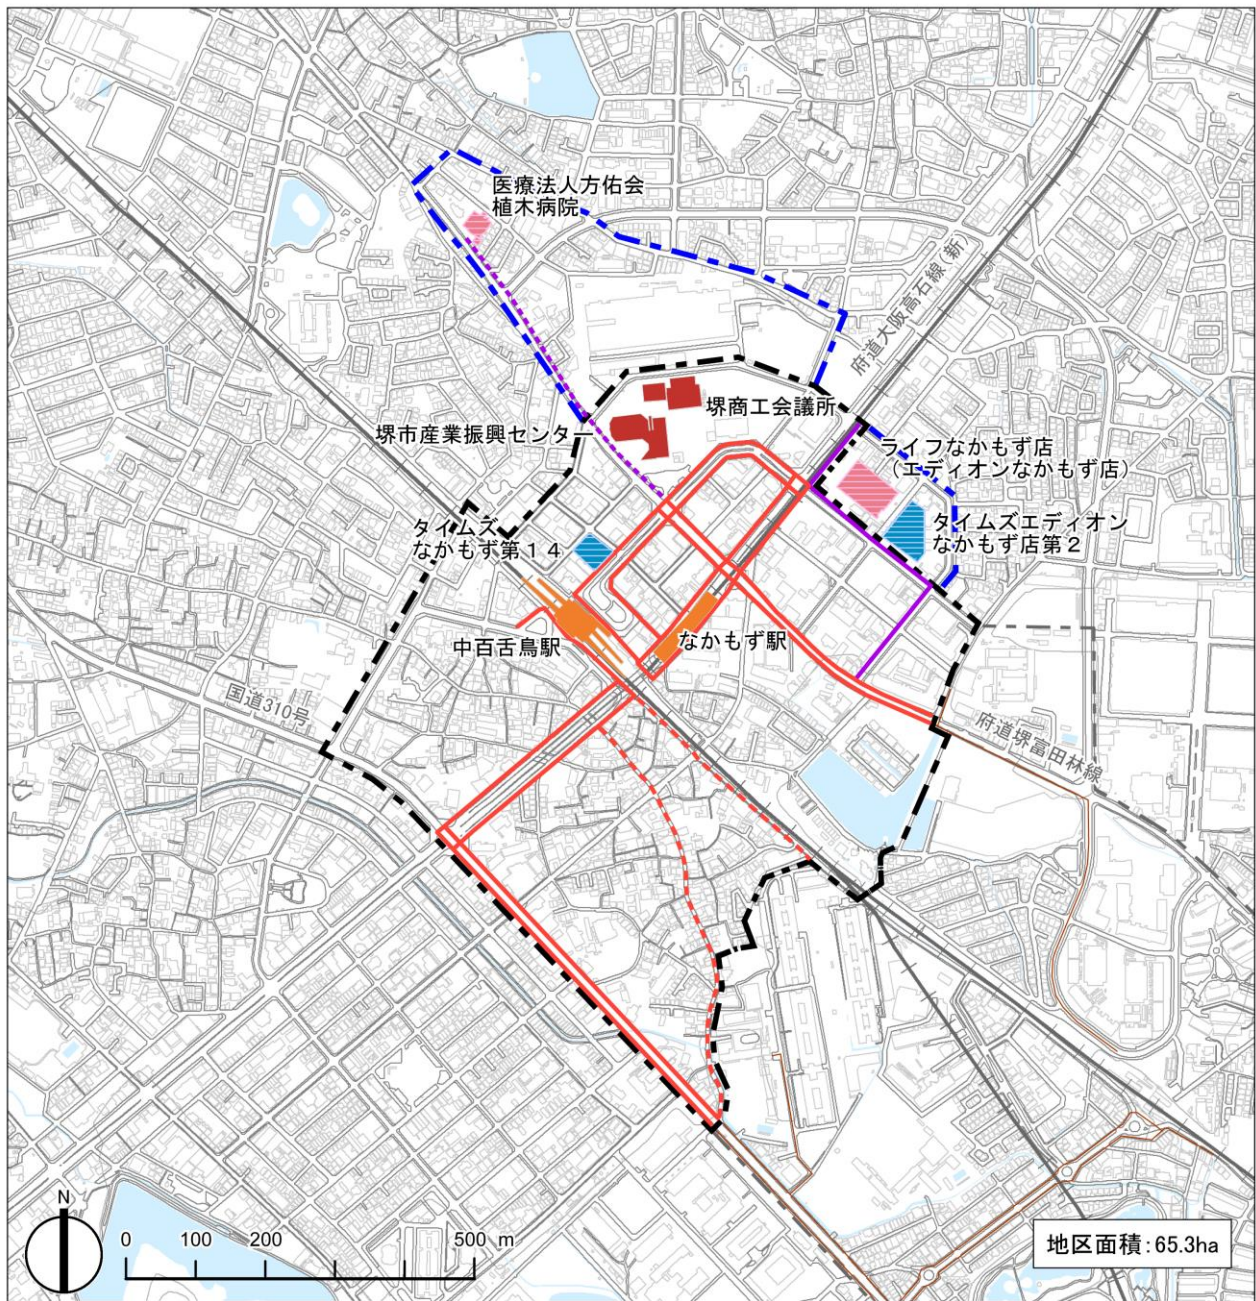 医療法人方佑会
植木病院
府道大阪高石線(新)
堺商工会議所
堺市産業振興センター
ライフなかもず店
（エディオンなかもず店）
タイムズエディオン
なかもず店第２
タイムズ
なかもず第１４
中百舌鳥駅
なかもず駅
国道310号
府道堺富田林線
N
0 100 200 500 m
地区面積：65.3ha